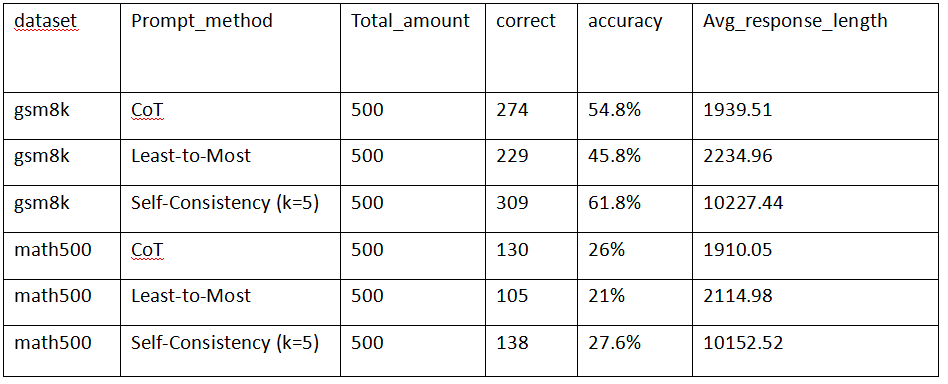 dataset Prompt_method Total_amount correct accuracy Avg_response_length
gsm8k CoT 500 274 54.8% 1939.51
gsm8k Least-to-Most 500 229 45.8% 2234.96
gsm8k Self-Consistency (k=5) 500 309 61.8% 10227.44
math500 CoT 500 130 26% 1910.05
math500 Least-to-Most 500 105 21% 2114.98
math500 Self-Consistency (k=5) 500 138 27.6% 10152.52